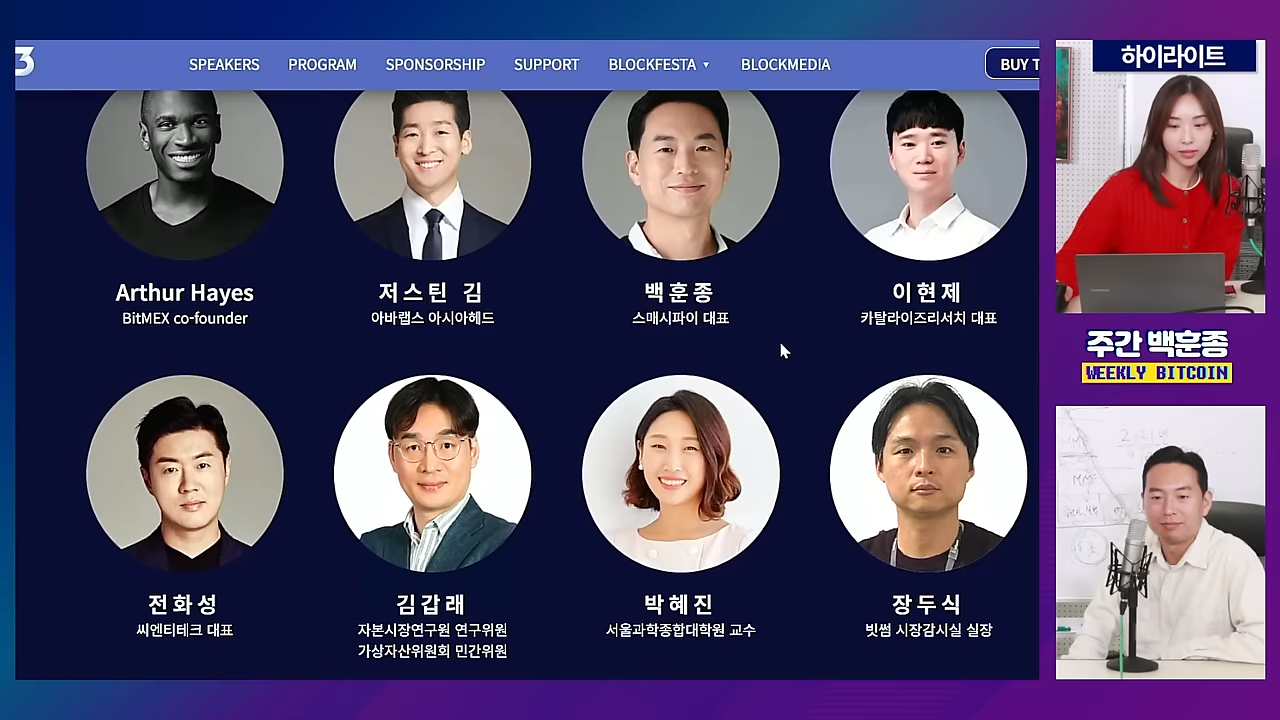 3
SPEAKERS PROGRAM SPONSORSHIP SUPPORT BLOCKFESTA ▼ BLOCKMEDIA BUY T
하이라이트
Arthur Hayes
BitMEX co-founder
저스틴 김
아바랩스 아시아헤드
백훈종
스매시파이 대표
이현제
카탈라이즈리서치 대표
주간 백훈종
WEEKLY BITCOIN
전화성
씨엔티테크 대표
김갑래
자본시장연구원 연구위원
가상자산위원회 민간위원
박혜진
서울과학종합대학원 교수
장두식
빗썸 시장감시실 실장
2021년
MMF